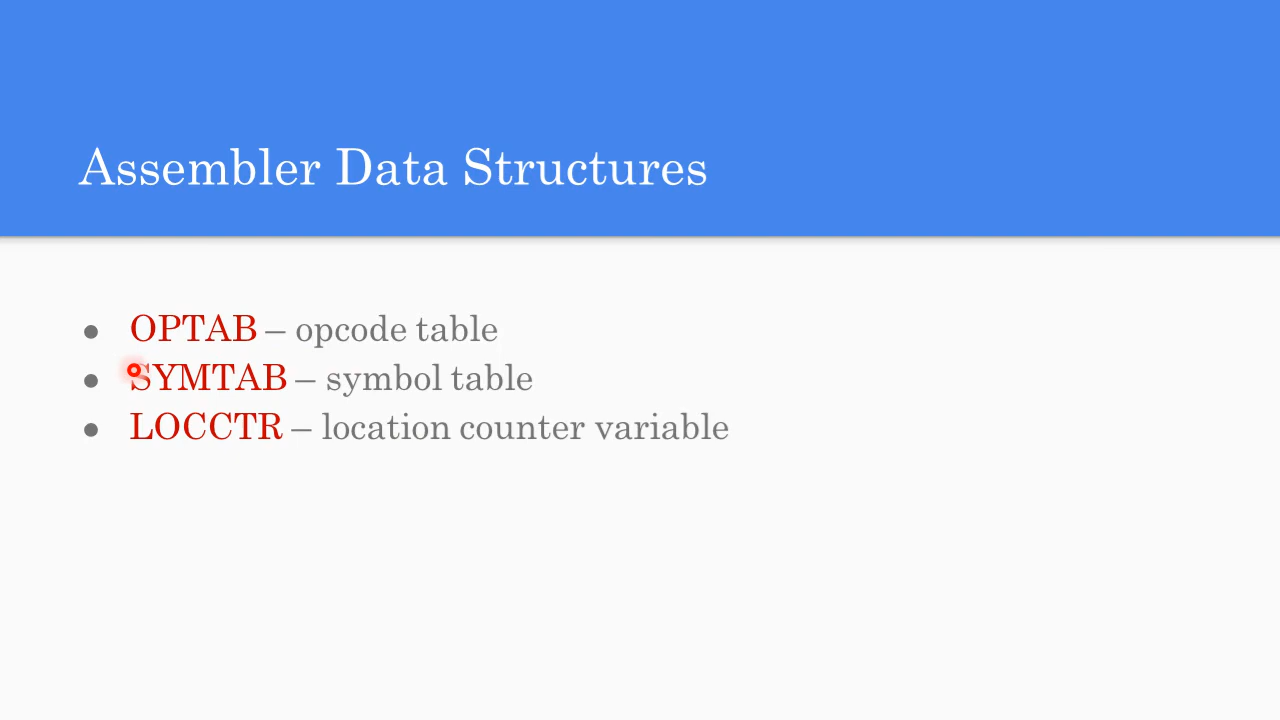 Assembler Data Structures
● OPTAB – opcode table
● SYMTAB – symbol table
● LOCCTR – location counter variable